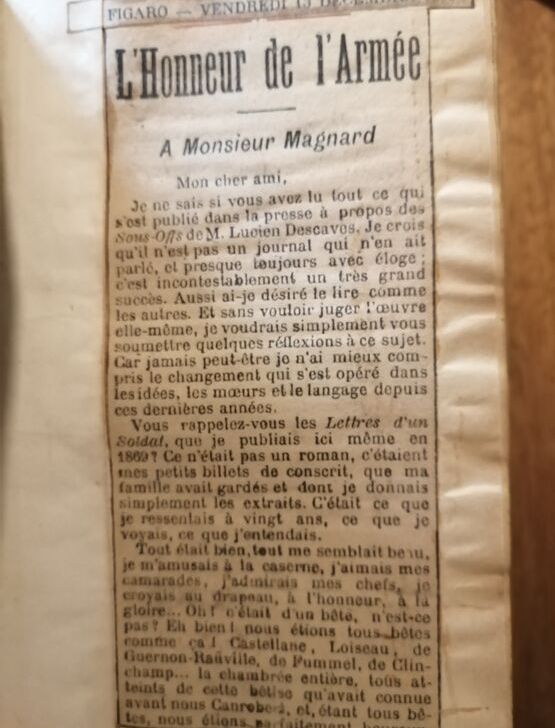 FIGARO — VENDREDI 13 DÉCEMBRE
L'Honneur de l'Armée
A Monsieur Magnard
Mon cher ami,
Je ne sais si vous avez lu tout ce qui
s'est publié dans la presse à propos des
Sous-Offs de M. Lucien Descaves. Je crois
qu'il n'est pas un journal qui n'en ait
parlé, et presque toujours avec éloge ;
c'est incontestablement un très grand
succès. Aussi ai-je désiré le lire comme
les autres. Et sans vouloir juger l'œuvre
elle-même, je voudrais simplement vous
soumettre quelques réflexions à ce sujet.
Car jamais peut-être je n'ai mieux com-
pris le changement qui s'est opéré dans
les idées, les mœurs et le langage depuis
ces dernières années.
Vous rappelez-vous les Lettres d'un
Soldat, que je publiais ici même en
1869? Ce n'était pas un roman, c'étaient
mes petits billets de conscrit, que ma
famille avait gardés et dont je donnais
simplement les extraits. C'était ce que
je ressentais à vingt ans, ce que je
voyais, ce que j'entendais.
Tout était bien, tout me semblait beau,
je m'amusais à la caserne, j'aimais mes
camarades, j'admirais mes chefs, je
croyais au drapeau, à l'honneur, à la
gloire... Oh! c'était d'un bête, n'est-ce
pas? Eh bien! nous étions tous bêtes
comme ça! Castellane, Loiseau, de
Guernon-Ranville, de Pummel, de Clin-
champ... la chambrée entière, tous at-
teints de cette bêtise qu'avait connue
avant nous Canrobert, et, étant tous bê-
tes, nous étions parfaitement heureux